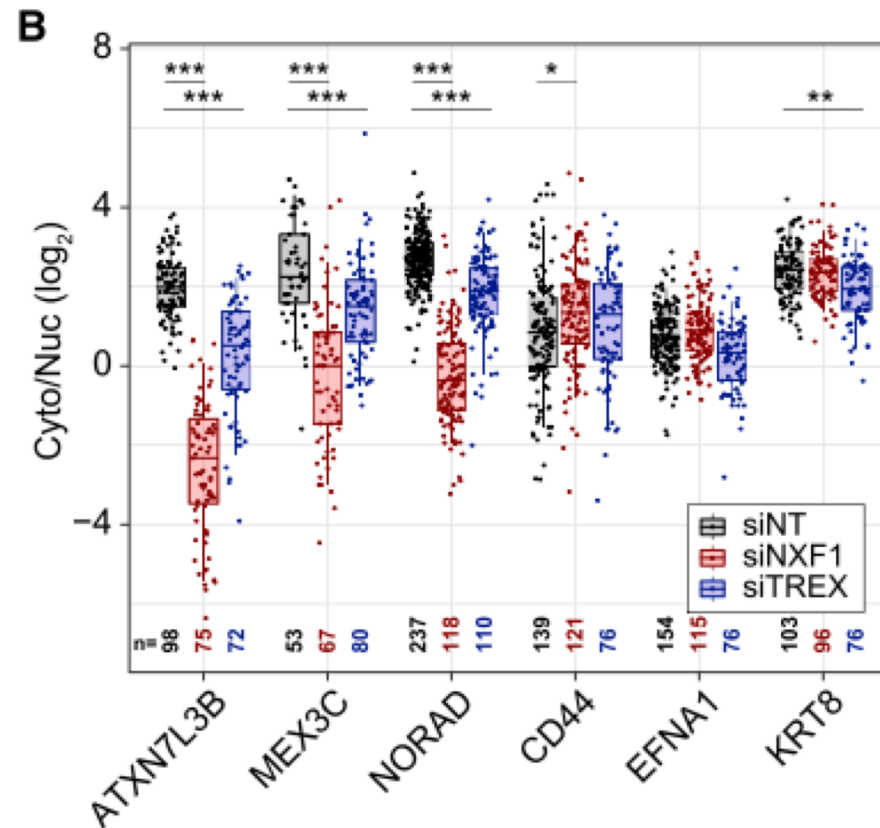 B
8
*** *** *** *
*** *** *** **
4
0
−4
Cyto/Nuc (log2)
siNT
siNXF1
siTREX
n= 98 75 72 53 67 80 237 118 110 139 121 76 154 115 76 103 96 76
ATXN7L3B
MEX3C
NORAD
CD44
EFNA1
KRT8